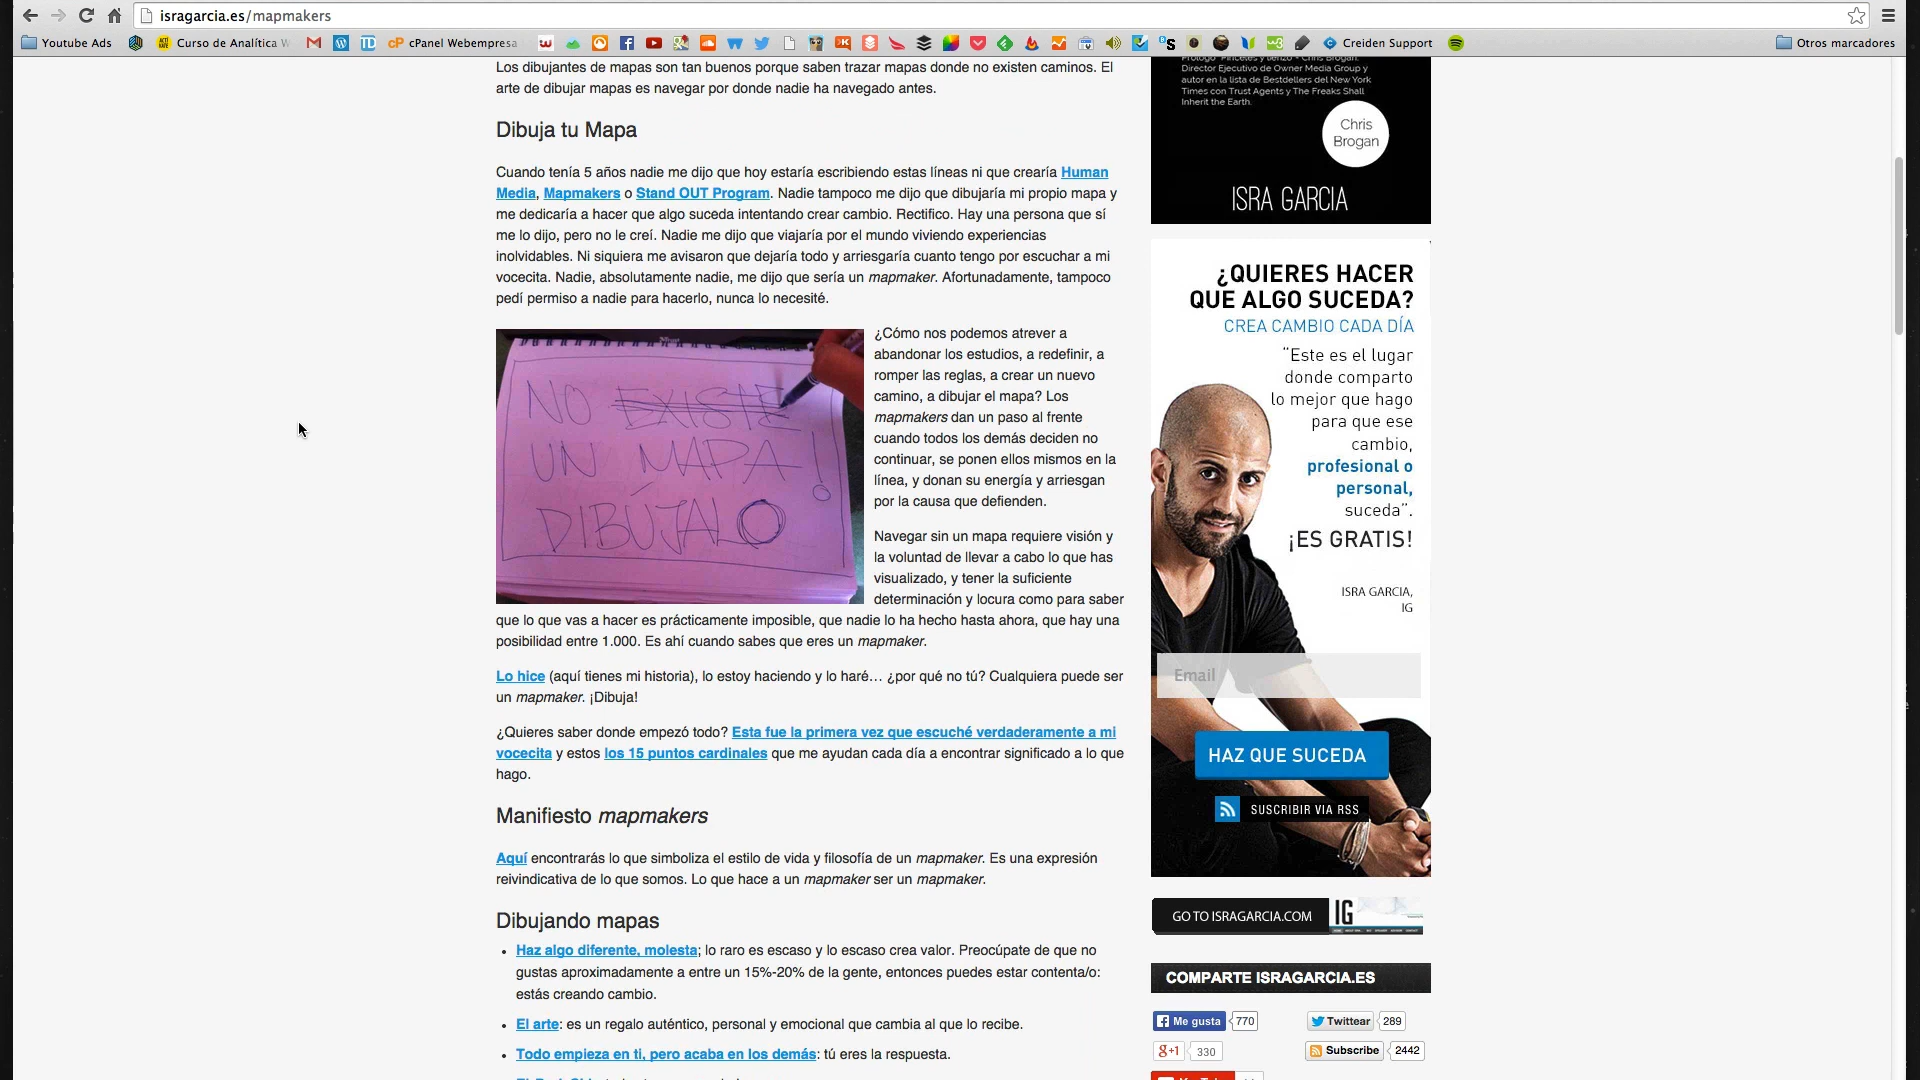 isragarcia.es/mapmakers
Youtube Ads
Curso de Analítica W
cPanel Webempresa
Creiden Support
Otros marcadores
Los dibujantes de mapas son tan buenos porque saben trazar mapas donde no existen caminos. El
arte de dibujar mapas es navegar por donde nadie ha navegado antes.
Dibuja tu Mapa
Cuando tenía 5 años nadie me dijo que hoy estaría escribiendo estas líneas ni que crearía Human
Media, Mapmakers o Stand OUT Program. Nadie tampoco me dijo que dibujaría mi propio mapa y
me dedicaría a hacer que algo suceda intentando crear cambio. Rectifico. Hay una persona que sí
me lo dijo, pero no le creí. Nadie me dijo que viajaría por el mundo viviendo experiencias
inolvidables. Ni siquiera me avisaron que dejaría todo y arriesgaría cuanto tengo por escuchar a mi
vocecita. Nadie, absolutamente nadie, me dijo que sería un mapmaker. Afortunadamente, tampoco
pedí permiso a nadie para hacerlo, nunca lo necesité.
NO EXISTE
UN MAPA!
DIBÚJALO
¿Cómo nos podemos atrever a
abandonar los estudios, a redefinir, a
romper las reglas, a crear un nuevo
camino, a dibujar el mapa? Los
mapmakers dan un paso al frente
cuando todos los demás deciden no
continuar, se ponen ellos mismos en la
línea, y donan su energía y arriesgan
por la causa que defienden.
Navegar sin un mapa requiere visión y
la voluntad de llevar a cabo lo que has
visualizado, y tener la suficiente
determinación y locura como para saber
que lo que vas a hacer es prácticamente imposible, que nadie lo ha hecho hasta ahora, que hay una
posibilidad entre 1.000. Es ahí cuando sabes que eres un mapmaker.
Lo hice (aquí tienes mi historia), lo estoy haciendo y lo haré… ¿por qué no tú? Cualquiera puede ser
un mapmaker. ¡Dibuja!
¿Quieres saber donde empezó todo? Esta fue la primera vez que escuché verdaderamente a mi
vocecita y estos los 15 puntos cardinales que me ayudan cada día a encontrar significado a lo que
hago.
Manifiesto mapmakers
Aquí encontrarás lo que simboliza el estilo de vida y filosofía de un mapmaker. Es una expresión
reivindicativa de lo que somos. Lo que hace a un mapmaker ser un mapmaker.
Dibujando mapas
• Haz algo diferente, molesta; lo raro es escaso y lo escaso crea valor. Preocúpate de que no
gustas aproximadamente a entre un 15%-20% de la gente, entonces puedes estar contenta/o:
estás creando cambio.
• El arte: es un regalo auténtico, personal y emocional que cambia al que lo recibe.
• Todo empieza en ti, pero acaba en los demás: tú eres la respuesta.
Prólogo "Pinceles y lienzo" - Chris Brogan.
Director Ejecutivo de Owner Media Group y
autor en la lista de Bestsellers del New York
Times con Trust Agents y The Freaks Shall
Inherit the Earth.
Chris
Brogan
ISRA GARCIA
¿QUIERES HACER
QUE ALGO SUCEDA?
CREA CAMBIO CADA DÍA
"Este es el lugar
donde comparto
lo mejor que hago
para que ese
cambio,
profesional o
personal,
suceda".
¡ES GRATIS!
ISRA GARCIA,
IG
Email
HAZ QUE SUCEDA
SUSCRIBIR VIA RSS
GO TO ISRAGARCIA.COM
IG
COMPARTE ISRAGARCIA.ES
Me gusta 770
Twittear 289
g+1 330
Subscribe 2442